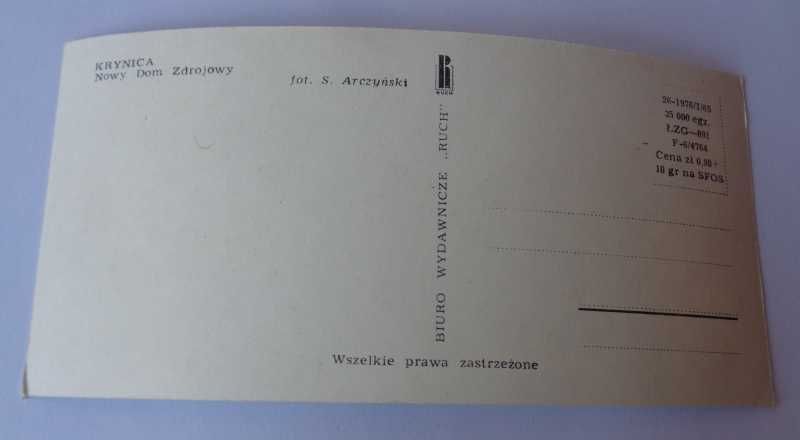 KRYNICA
Nowy Dom Zdrojowy
fot. S. Arczyński
RUCH
BIURO WYDAWNICZE „RUCH”
26-1976/I/65
25 000 egz.
ŁZG—891
F-6/4764
Cena zł 0,90 +
10 gr na SFOS
Wszelkie prawa zastrzeżone